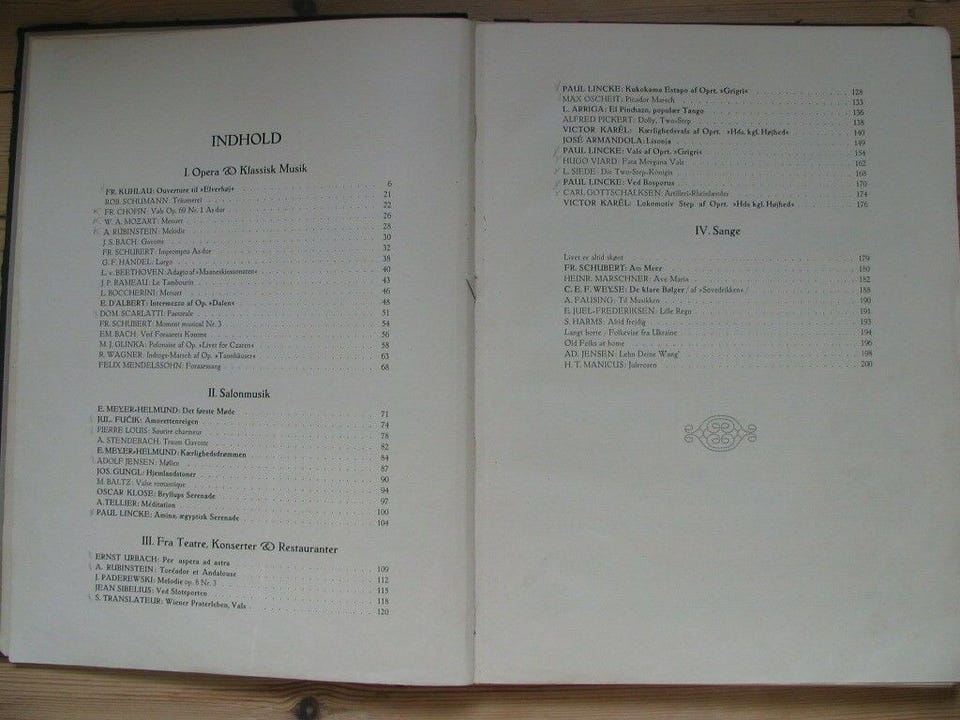 INDHOLD
I. Opera & Klassisk Musik
FR. KUHLAU: Ouverture til »Elverhøj« 6
ROB. SCHUMANN: Träumerei 21
FR. CHOPIN: Vals Op. 69 Nr. 1 As-dur 22
W. A. MOZART: Menuet 26
A. RUBINSTEIN: Melodie 28
J. S. BACH: Gavotte 30
FR. SCHUBERT: Impromptu As-dur 32
G. F. HÄNDEL: Largo 38
L. v. BEETHOVEN: Adagio af »Maaneskinssonaten« 40
J. P. RAMEAU: Le Tambourin 43
L. BOCCHERINI: Menuet 46
E. D'ALBERT: Intermezzo af Op. »Dalen« 48
DOM. SCARLATTI: Pastorale 51
FR. SCHUBERT: Moment musical Nr. 3 54
EM. BACH: Ved Foraarets Komme 56
M. J. GLINKA: Polonaise af Op. »Livet for Czaren« 58
R. WAGNER: Indtogs-Marsch af Op. »Tannhäuser« 63
FELIX MENDELSSOHN: Foraarssang 68
II. Salonmusik
E. MEYER-HELMUND: Det første Møde 71
JUL. FUČIK: Amorettenreigen 74
PIERRE LOUIS: Sourire charmeur 78
A. STENDEBACH: Traum Gavotte 82
E. MEYER-HELMUND: Kærlighedsdrømmen 84
ADOLF JENSEN: Møllen 87
JOS. GUNGL: Hjemlandstoner 90
M. BALTZ: Valse romantique 94
OSCAR KLOSE: Bryllups Serenade 97
A. TELLIER: Méditation 100
PAUL LINCKE: Amina, ægyptisk Serenade 104
III. Fra Teatre, Konserter & Restauranter
ERNST URBACH: Per aspera ad astra 109
A. RUBINSTEIN: Toréador et Andalouse 112
J. PADEREWSKI: Melodie op. 8 Nr. 3 115
JEAN SIBELIUS: Ved Slotsporten 118
S. TRANSLATEUR: Wiener Praterleben, Vals 120
PAUL LINCKE: Kukokama Estapo af Oprt. »Grigri« 128
MAX OSCHEIT: Picador Marsch 133
L. ARRIGA: El Pinchazo, populær Tango 136
ALFRED PICKERT: Dolly, Two-Step 138
VICTOR KARÊL: Kærlighedsvals af Oprt. »Hds. kgl. Højhed« 140
JOSÉ ARMANDOLA: Lisonja 149
PAUL LINCKE: Vals af Oprt. »Grigri« 154
HUGO VIARD: Fata Morgana Vals 162
L. SIEDE: Die Two-Step-Königin 168
PAUL LINCKE: Ved Bosporus 170
CARL GOTTSCHALKSEN: Artilleri-Rheinlænder 174
VICTOR KARÊL: Lokomotiv Step af Oprt. »Hds kgl. Højhed« 176
IV. Sange
Livet er alrid skønt 179
FR. SCHUBERT: Am Meer 180
HEINR. MARSCHNER: Ave Maria 182
C. E. F. WEYSE: De klare Bølger / af »Sovedrikken« / 188
A. PAUSING: Til Musikken 190
E. JUEL-FREDERIKSEN: Lille Regn 191
S. HARMS: Altid frejdig 193
Langt borte / Folkevise fra Ukraine 194
Old Folks at home 196
AD. JENSEN: Lehn Deine Wang' 198
H. T. MANICUS: Juleroser 200